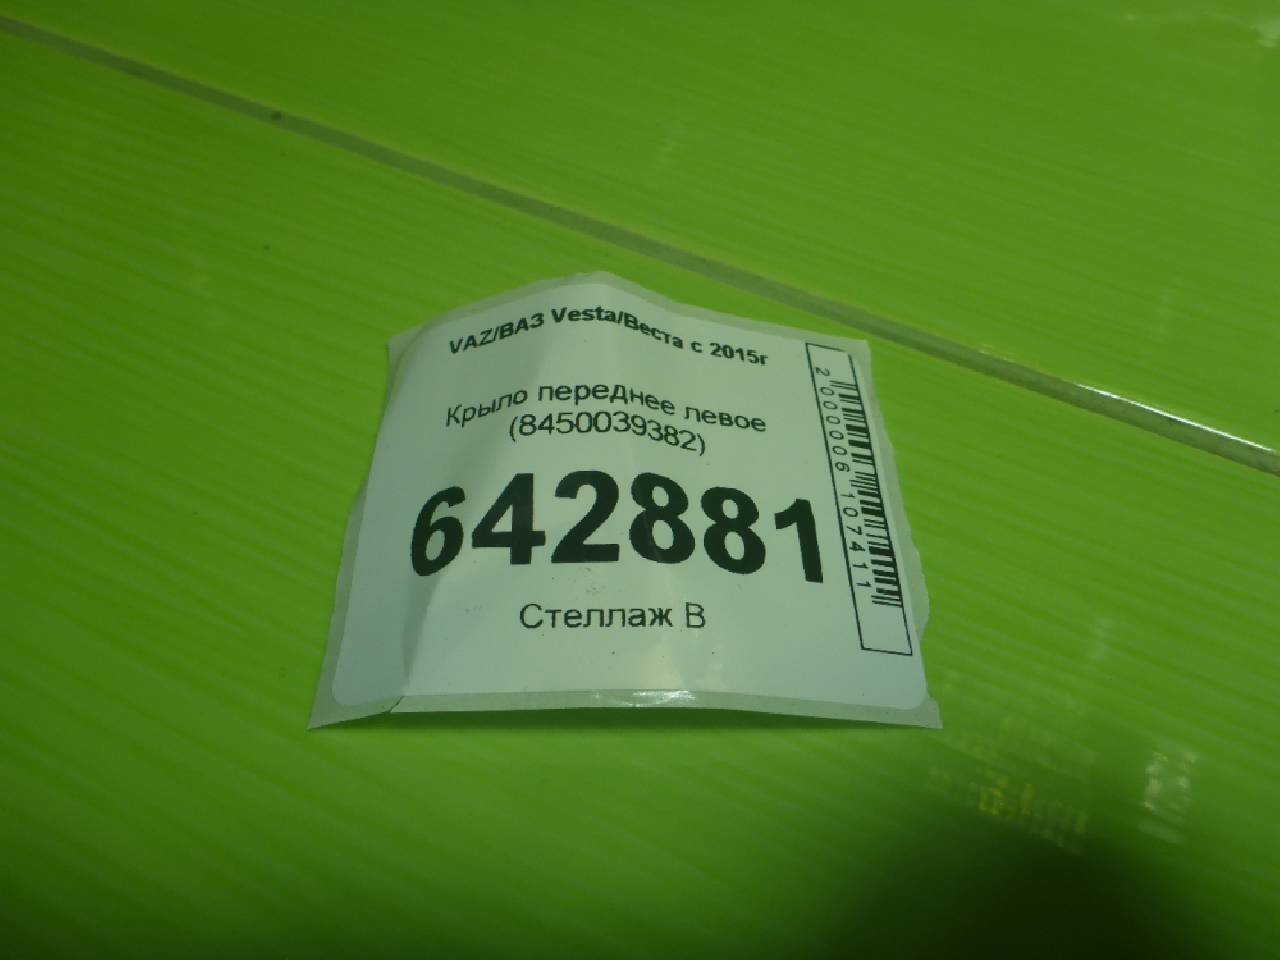 VAZ/ВАЗ Vesta/Веста с 2015г
Крыло переднее левое
(8450039382)
642881
Стеллаж В
2000006107411